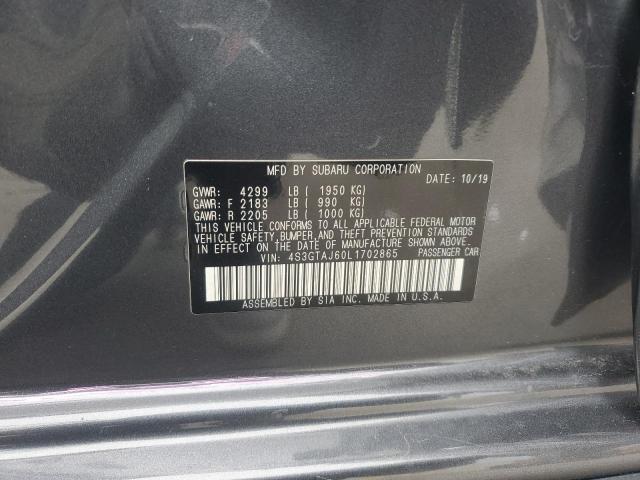 MFD BY SUBARU CORPORATION
DATE: 10/19
GVWR: 4299 LB ( 1950 KG)
GAWR: F 2183 LB ( 990 KG)
GAWR: R 2205 LB ( 1000 KG)
THIS VEHICLE CONFORMS TO ALL APPLICABLE FEDERAL MOTOR
VEHICLE SAFETY,BUMPER,AND THEFT PREVENTION STANDARDS
IN EFFECT ON THE DATE OF MANUFACTURE SHOWN ABOVE.
VIN: 4S3GTAJ60L1702865 PASSENGER CAR
ASSEMBLED BY SIA INC. MADE IN U.S.A.